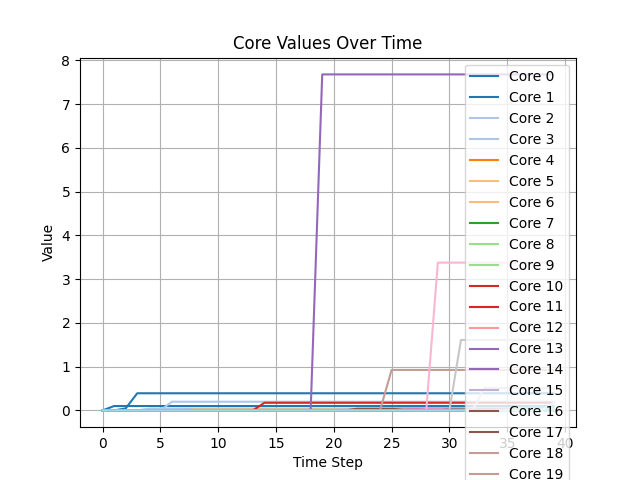 Core Values Over Time
8
7
6
5
4
3
2
1
0
Value
0
5
10
15
20
25
30
35
40
Time Step
Core 0
Core 1
Core 2
Core 3
Core 4
Core 5
Core 6
Core 7
Core 8
Core 9
Core 10
Core 11
Core 12
Core 13
Core 14
Core 15
Core 16
Core 17
Core 18
Core 19